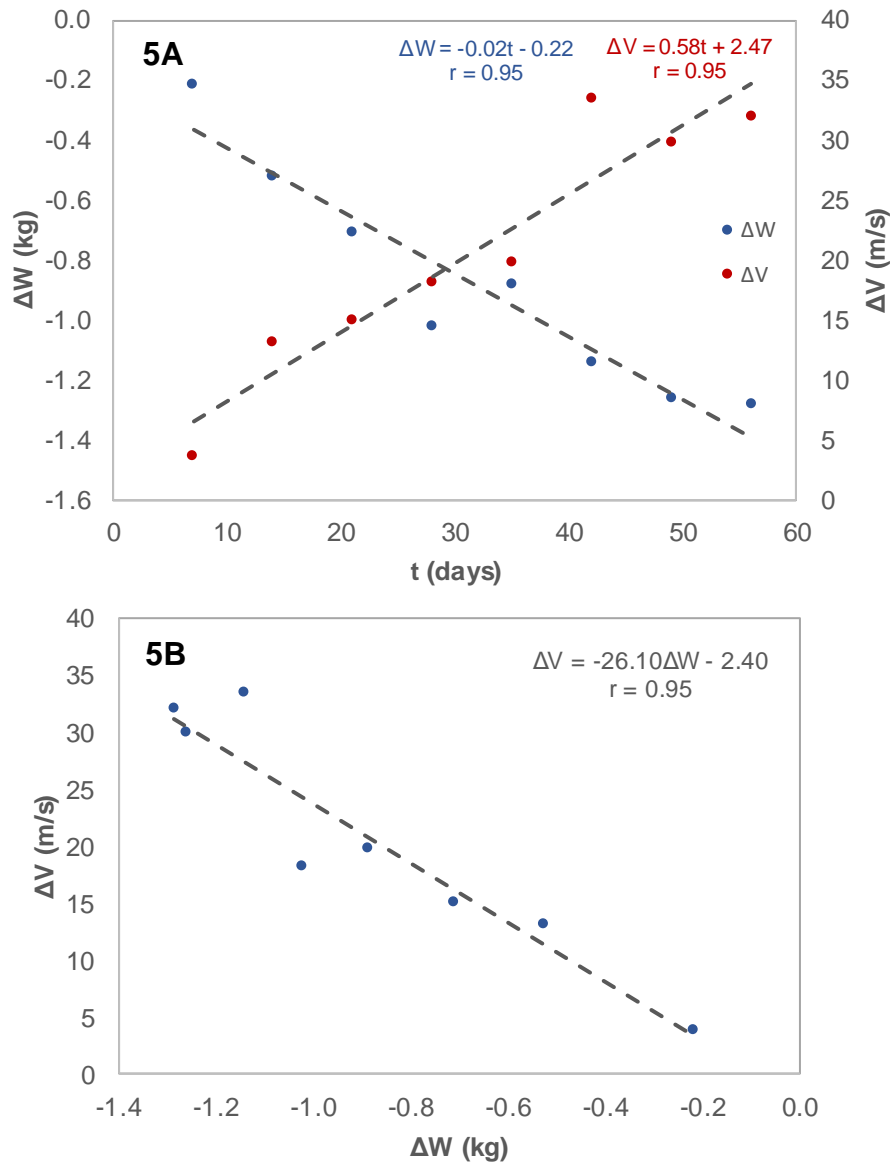 5A
ΔW = -0.02t - 0.22
r = 0.95
ΔV = 0.58t + 2.47
r = 0.95
0.0
-0.2
-0.4
-0.6
-0.8
-1.0
-1.2
-1.4
-1.6
ΔW (kg)
40
35
30
25
20
15
10
5
0
ΔV (m/s)
ΔW
ΔV
0 10 20 30 40 50 60
t (days)
5B
ΔV = -26.10ΔW - 2.40
r = 0.95
40
35
30
25
20
15
10
5
0
ΔV (m/s)
-1.4 -1.2 -1.0 -0.8 -0.6 -0.4 -0.2 0.0
ΔW (kg)